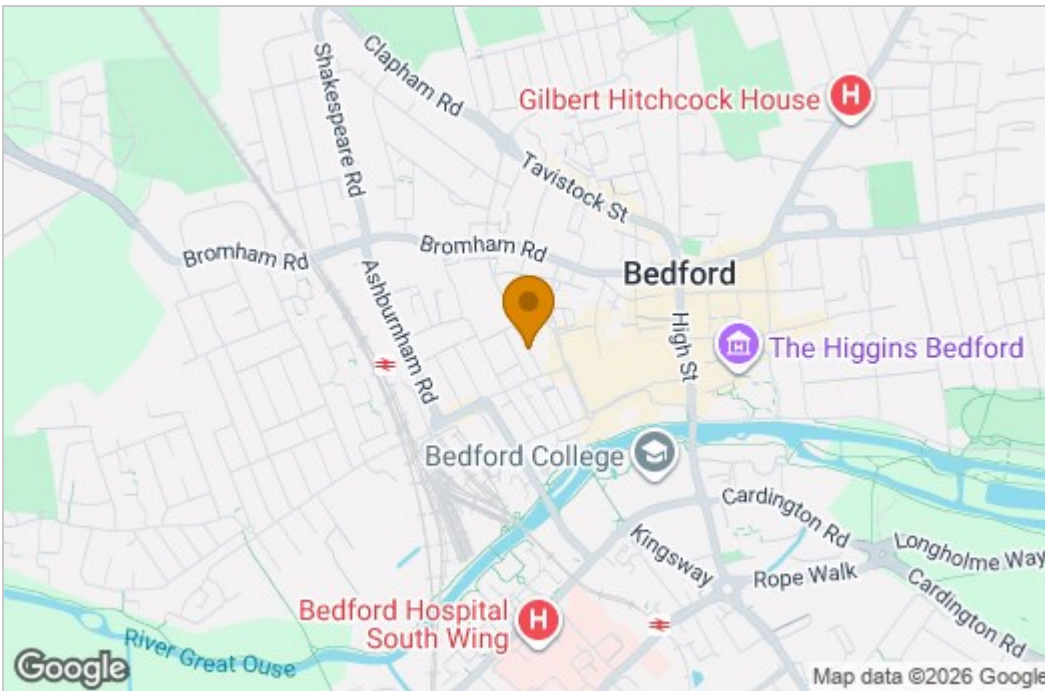 Clapham Rd
Shakespeare Rd
Gilbert Hitchcock House
H
Tavistock St
Bromham Rd
Bromham Rd
Bedford
Ashburnham Rd
High St
The Higgins Bedford
Bedford College
Cardington Rd
Longholme Way
Kingsway
Rope Walk
Cardington Rd
Bedford Hospital
South Wing
H
River Great Ouse
Google
Map data ©2026 Google